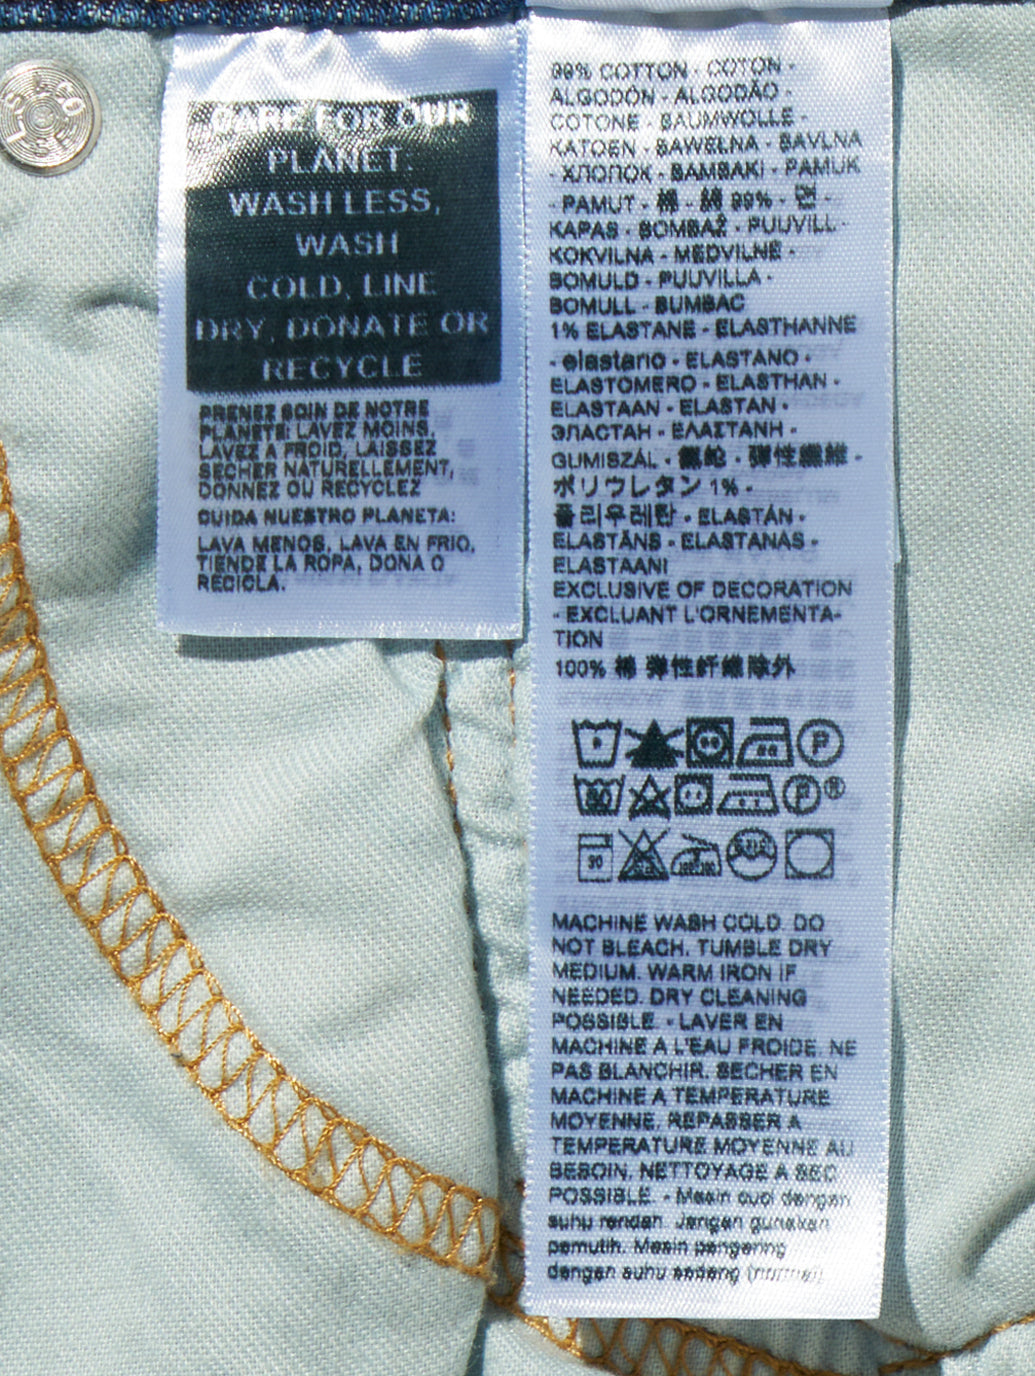 CARE FOR OUR
PLANET:
WASH LESS,
WASH
COLD, LINE
DRY, DONATE OR
RECYCLE
PRENEZ SOIN DE NOTRE
PLANETE: LAVEZ MOINS,
LAVEZ A FROID, LAISSEZ
SECHER NATURELLEMENT,
DONNEZ OU RECYCLEZ
CUIDA NUESTRO PLANETA:
LAVA MENOS, LAVA EN FRIO,
TIENDE LA ROPA, DONA O
RECICLA.
99% COTTON - COTON -
ALGODÓN - ALGODÃO -
COTONE - BAUMWOLLE -
KATOEN - BAWEŁNA - BAVLNA
- ХЛОПОК - ΒΑΜΒΑΚΙ - PAMUK
- PAMUT - 棉 - 綿 99% - 면 -
KAPAS - BOMBAŽ - PUUVILL -
KOKVILNA - MEDVILNĖ -
BOMULD - PUUVILLA -
BOMULL - BUMBAC
1% ELASTANE - ELASTHANNE
- elastano - ELASTANO -
ELASTOMERO - ELASTHAN -
ELASTAAN - ELASTAN -
ЭЛАСТАН - ΕΛΑΣΤΑΝΗ -
GUMISZÁL - 氨纶 - 弹性纖維 -
ポリウレタン 1% -
폴리우레탄 - ELASTÁN -
ELASTĀNS - ELASTANAS -
ELASTAANI
EXCLUSIVE OF DECORATION
- EXCLUANT L'ORNEMENTA-
TION
100% 棉 弹性纤维除外
P
P®
30
MACHINE WASH COLD. DO
NOT BLEACH. TUMBLE DRY
MEDIUM. WARM IRON IF
NEEDED. DRY CLEANING
POSSIBLE. - LAVER EN
MACHINE A L'EAU FROIDE. NE
PAS BLANCHIR. SECHER EN
MACHINE A TEMPERATURE
MOYENNE. REPASSER A
TEMPERATURE MOYENNE AU
BESOIN. NETTOYAGE A SEC
POSSIBLE. - Mesin cuci dengan
suhu rendah. Jangan gunakan
pemutih. Mesin pengering
dengan suhu sedang (normal)